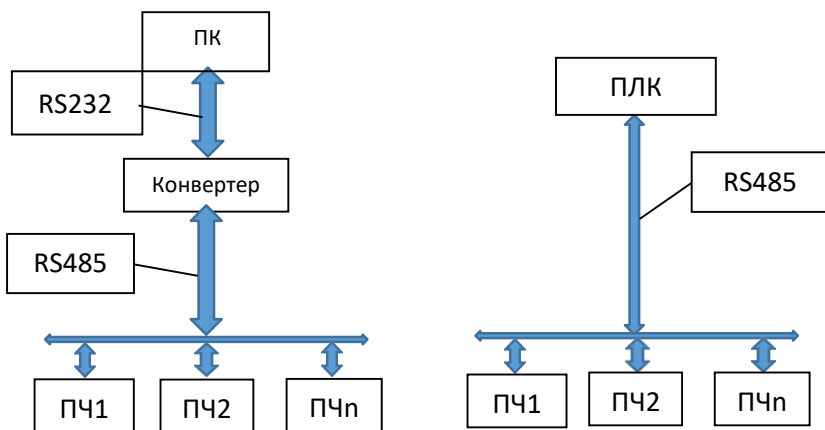 ПК
RS232
Конвертер
RS485
ПЧ1
ПЧ2
ПЧn
ПЛК
RS485
ПЧ1
ПЧ2
ПЧn